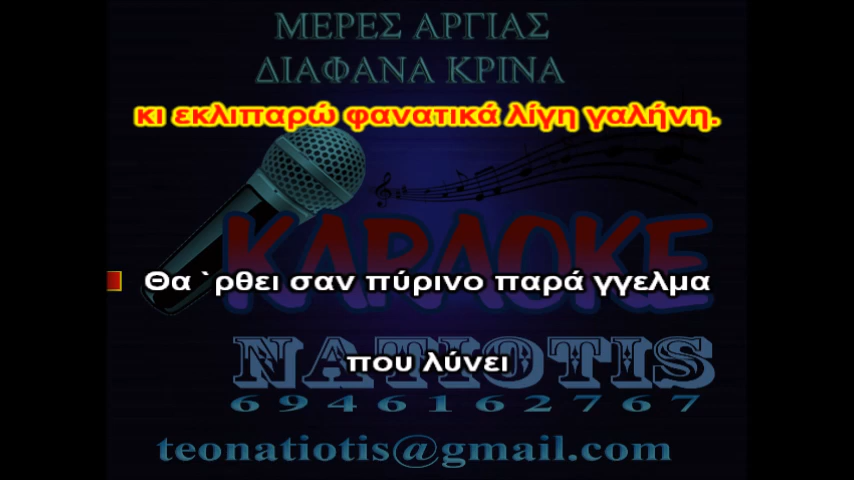 ΜΕΡΕΣ ΑΡΓΙΑΣ
ΔΙΑΦΑΝΑ ΚΡΙΝΑ
κι εκλιπαρώ φανατικά λίγη γαλήνη.
KARAOKE
Θα `ρθει σαν πύρινο παρά γγελμα
NATIOTIS
που λύνει
6946162767
teonatiotis@gmail.com